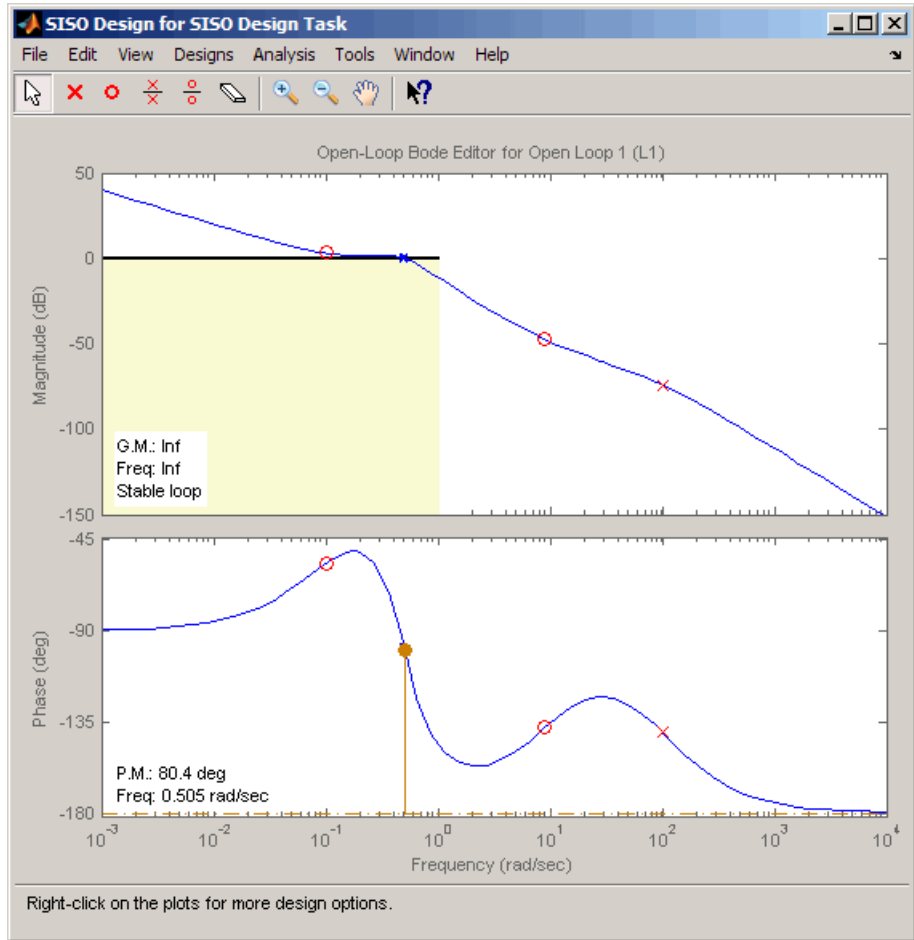 SISO Design for SISO Design Task
File Edit View Designs Analysis Tools Window Help
Open-Loop Bode Editor for Open Loop 1 (L1)
50
0
-50
-100
-150
Magnitude (dB)
G.M.: Inf
Freq: Inf
Stable loop
-45
-90
-135
-180
Phase (deg)
P.M.: 80.4 deg
Freq: 0.505 rad/sec
10^-3 10^-2 10^-1 10^0 10^1 10^2 10^3 10^4
Frequency (rad/sec)
Right-click on the plots for more design options.